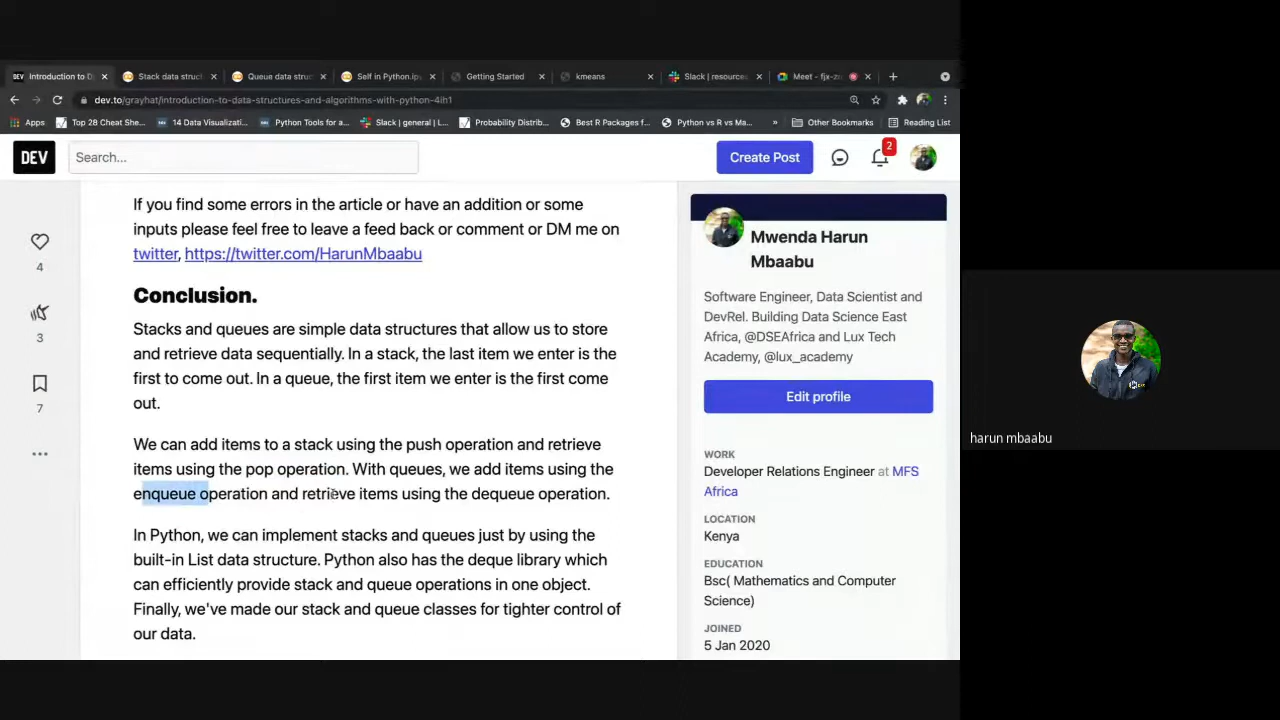 Introduction to D
Stack data struc
Queue data struc
Self in Python.ip
Getting Started
kmeans
Slack | resource
Meet - fjx-z
dev.to/grayhat/introduction-to-data-structures-and-algorithms-with-python-4ih1
Apps
Top 28 Cheat She...
14 Data Visualizati...
Python Tools for a...
Slack | general | L...
Probability Distrib...
Best R Packages f...
Python vs R vs Ma...
»
Other Bookmarks
Reading List
DEV
Search...
Create Post
2
If you find some errors in the article or have an addition or some
inputs please feel free to leave a feed back or comment or DM me on
twitter, https://twitter.com/HarunMbaabu
4
3
7
Conclusion.
Stacks and queues are simple data structures that allow us to store
and retrieve data sequentially. In a stack, the last item we enter is the
first to come out. In a queue, the first item we enter is the first come
out.
We can add items to a stack using the push operation and retrieve
items using the pop operation. With queues, we add items using the
enqueue operation and retrieve items using the dequeue operation.
In Python, we can implement stacks and queues just by using the
built-in List data structure. Python also has the deque library which
can efficiently provide stack and queue operations in one object.
Finally, we've made our stack and queue classes for tighter control of
our data.
Mwenda Harun
Mbaabu
Software Engineer, Data Scientist and
DevRel. Building Data Science East
Africa, @DSEAfrica and Lux Tech
Academy, @lux_academy
Edit profile
WORK
Developer Relations Engineer at MFS
Africa
LOCATION
Kenya
EDUCATION
Bsc( Mathematics and Computer
Science)
JOINED
5 Jan 2020
harun mbaabu